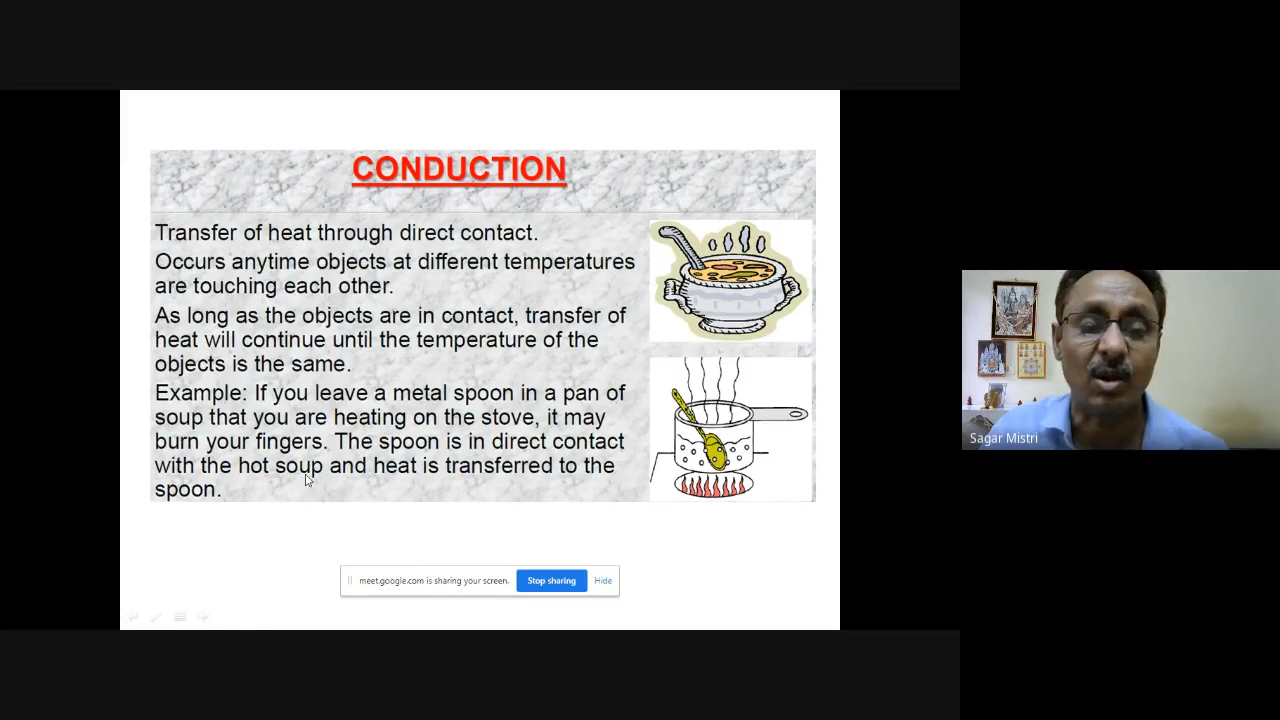 CONDUCTION
Transfer of heat through direct contact.
Occurs anytime objects at different temperatures
are touching each other.
As long as the objects are in contact, transfer of
heat will continue until the temperature of the
objects is the same.
Example: If you leave a metal spoon in a pan of
soup that you are heating on the stove, it may
burn your fingers. The spoon is in direct contact
with the hot soup and heat is transferred to the
spoon.
meet.google.com is sharing your screen.
Stop sharing
Hide
Sagar Mistri